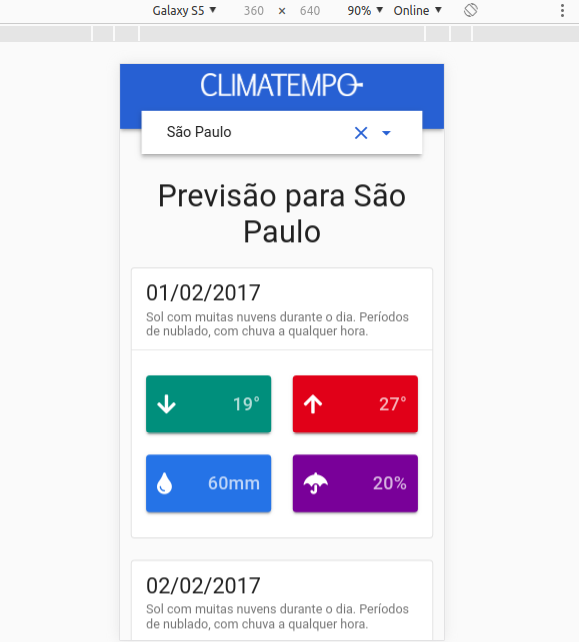 Galaxy S5 ▼ 360 × 640 90% ▼ Online ▼
CLIMATEMPO
São Paulo
Previsão para São
Paulo
01/02/2017
Sol com muitas nuvens durante o dia. Períodos
de nublado, com chuva a qualquer hora.
19° 27°
60mm 20%
02/02/2017
Sol com muitas nuvens durante o dia. Períodos
de nublado, com chuva a qualquer hora.